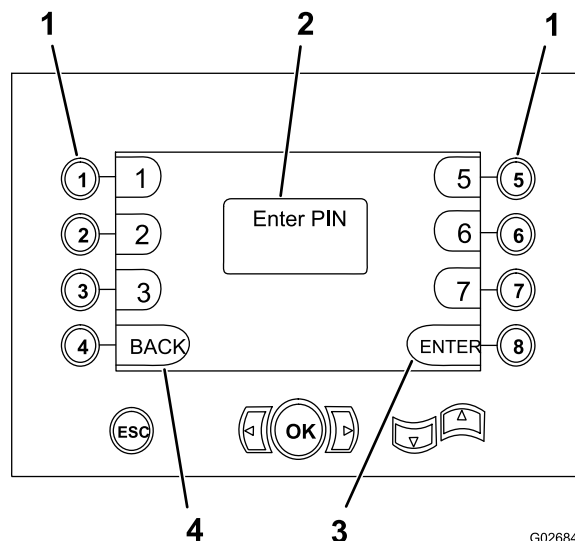 1 2 1
1 1 5 5
Enter PIN
2 2 6 6
3 3 7 7
4 BACK ENTER 8
ESC OK
4 3
G02684